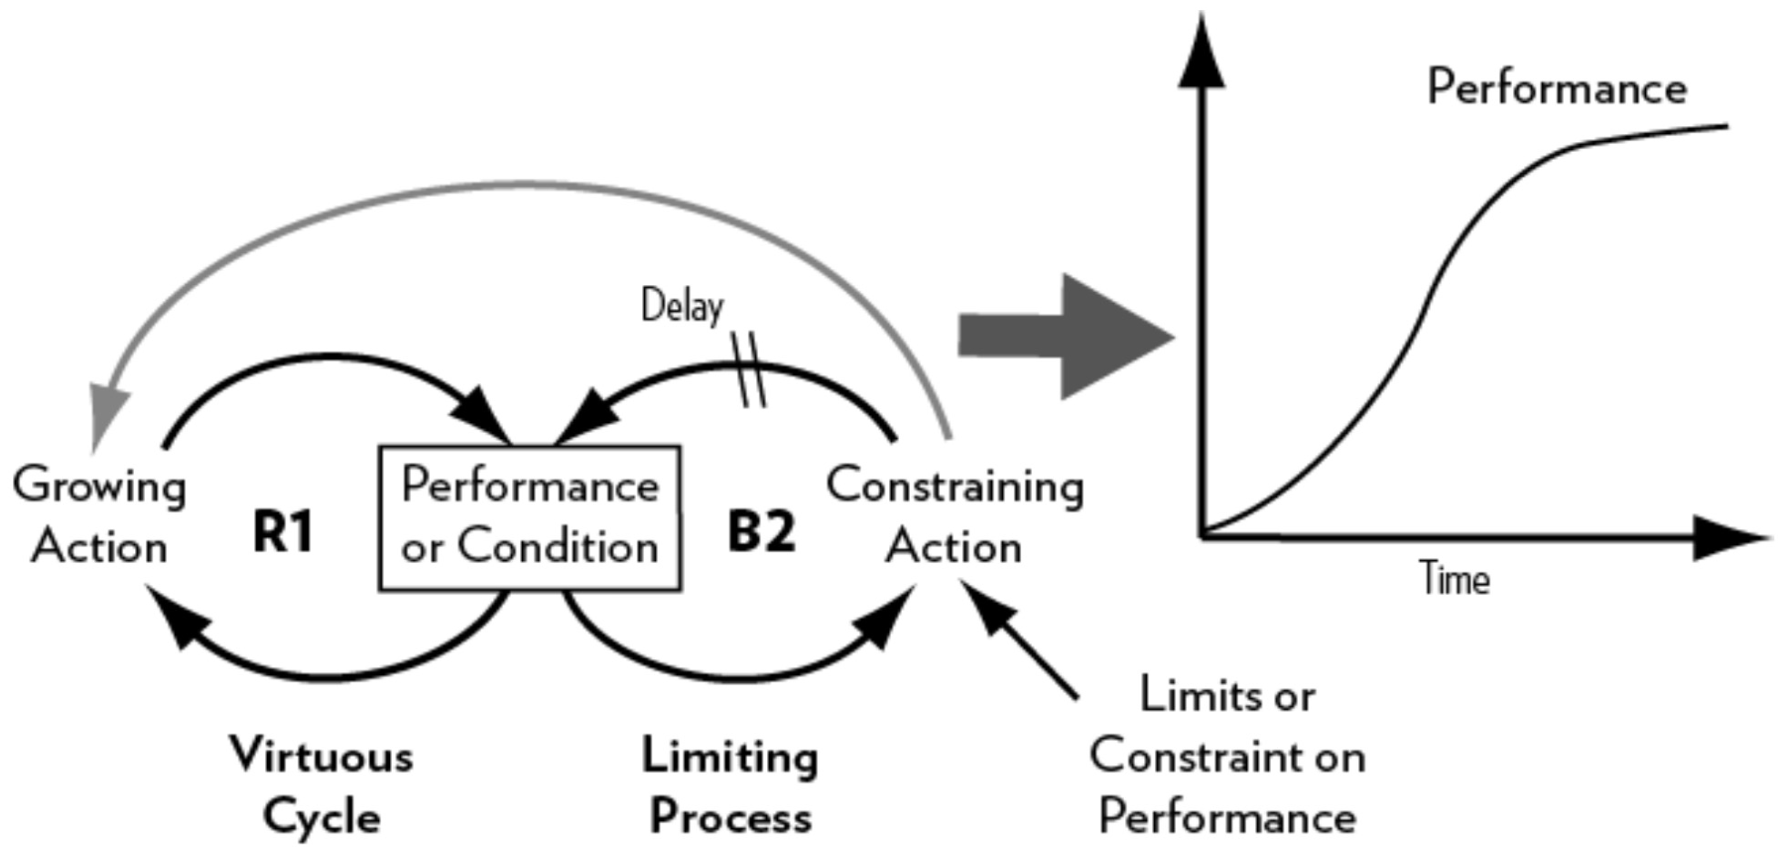 Performance
Delay
Growing
Action
R1
Performance
or Condition
B2
Constraining
Action
Time
Virtuous
Cycle
Limiting
Process
Limits or
Constraint on
Performance